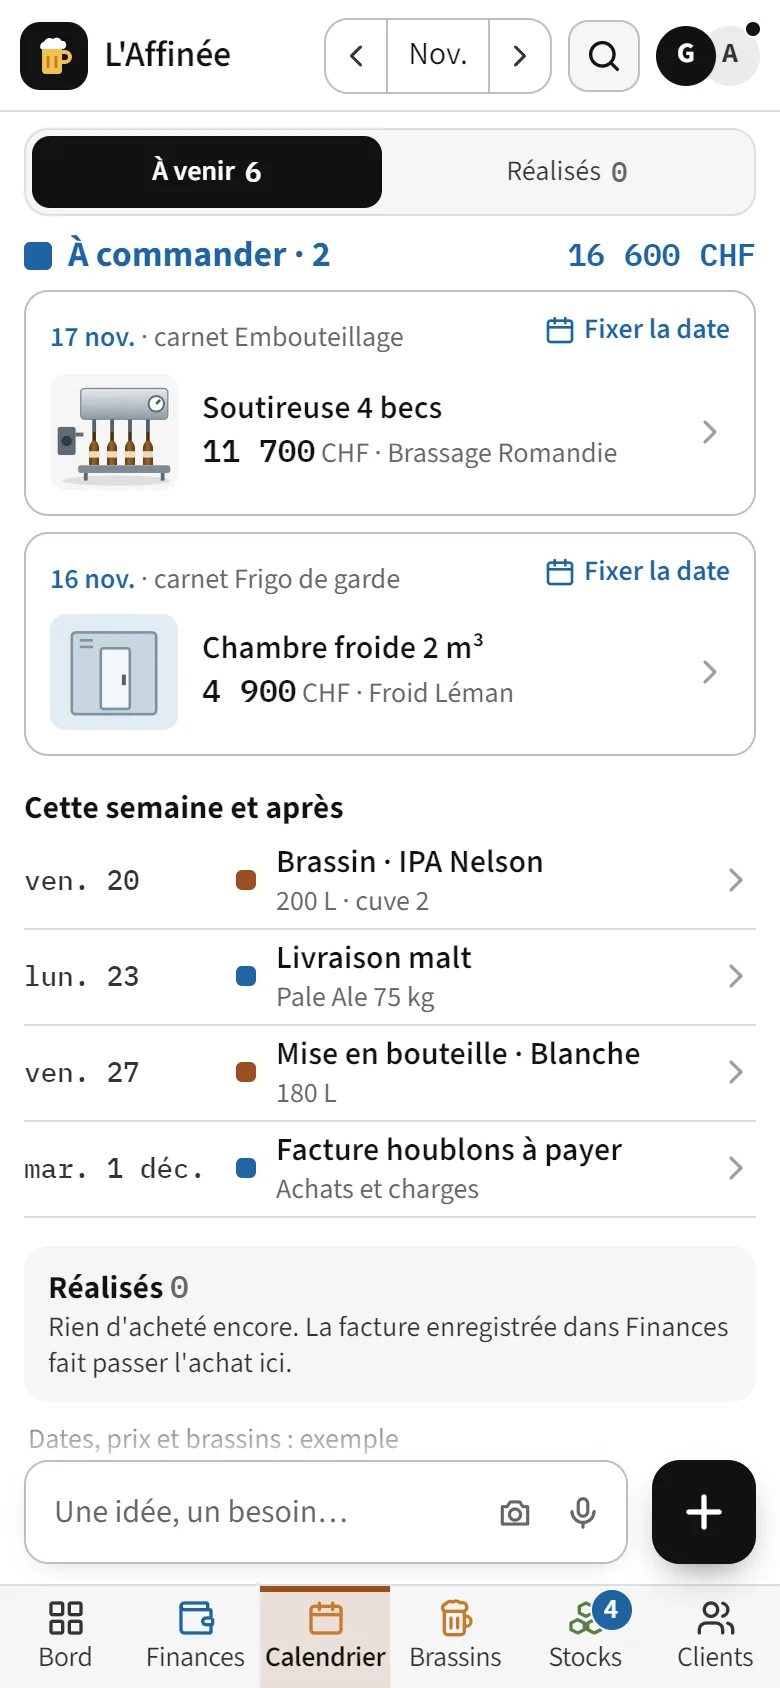 L'Affinée
Nov.
G
A
À venir 6
Réalisés 0
À commander · 2
16 600 CHF
17 nov. · carnet Embouteillage
Fixer la date
Soutireuse 4 becs
11 700 CHF · Brassage Romandie
16 nov. · carnet Frigo de garde
Fixer la date
Chambre froide 2 m³
4 900 CHF · Froid Léman
Cette semaine et après
ven. 20
Brassin · IPA Nelson
200 L · cuve 2
lun. 23
Livraison malt
Pale Ale 75 kg
ven. 27
Mise en bouteille · Blanche
180 L
mar. 1 déc.
Facture houblons à payer
Achats et charges
Réalisés 0
Rien d'acheté encore. La facture enregistrée dans Finances
fait passer l'achat ici.
Dates, prix et brassins : exemple
Une idée, un besoin...
Bord
Finances
Calendrier
Brassins
4
Stocks
Clients